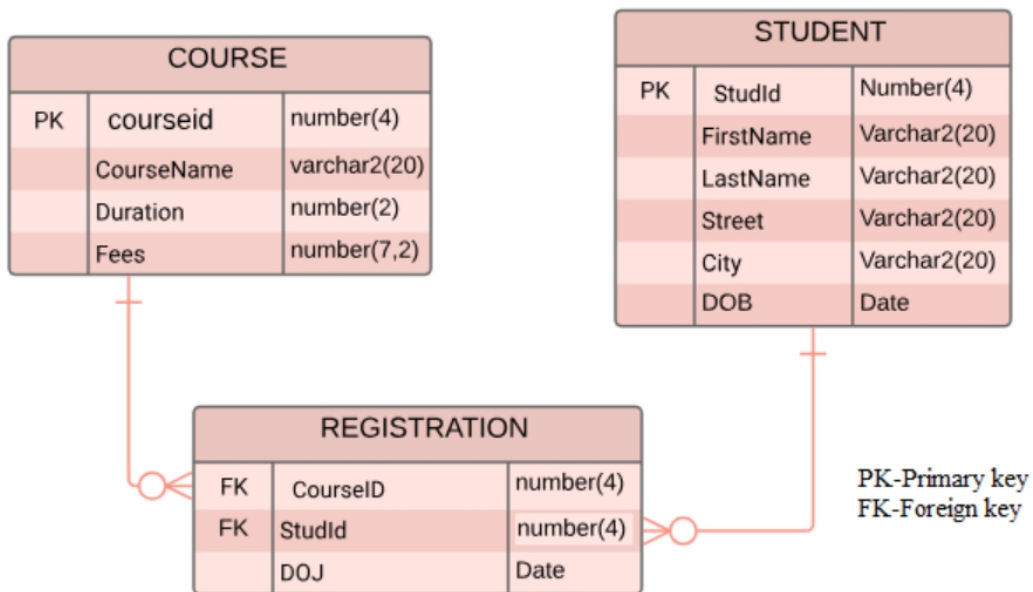 COURSE
PK courseid number(4)
CourseName varchar2(20)
Duration number(2)
Fees number(7,2)
STUDENT
PK StudId Number(4)
FirstName Varchar2(20)
LastName Varchar2(20)
Street Varchar2(20)
City Varchar2(20)
DOB Date
REGISTRATION
FK CourseID number(4)
FK StudId number(4)
DOJ Date
PK-Primary key
FK-Foreign key